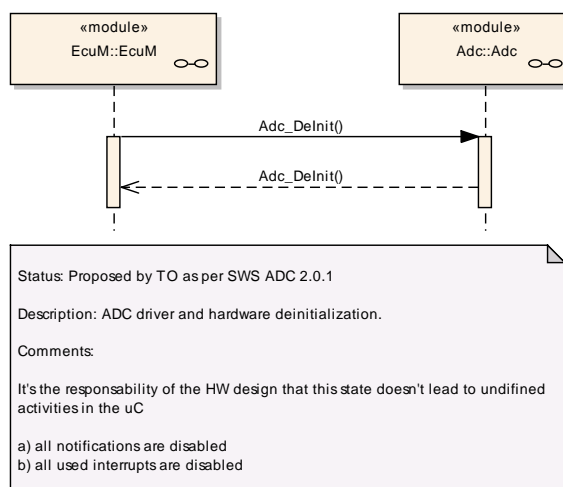 «module»
EcuM::EcuM
«module»
Adc::Adc
Adc_DeInit()
Adc_DeInit()
Status: Proposed by TO as per SWS ADC 2.0.1
Description: ADC driver and hardware deinitialization.
Comments:
It's the responsability of the HW design that this state doesn't lead to undifined
activities in the uC
a) all notifications are disabled
b) all used interrupts are disabled